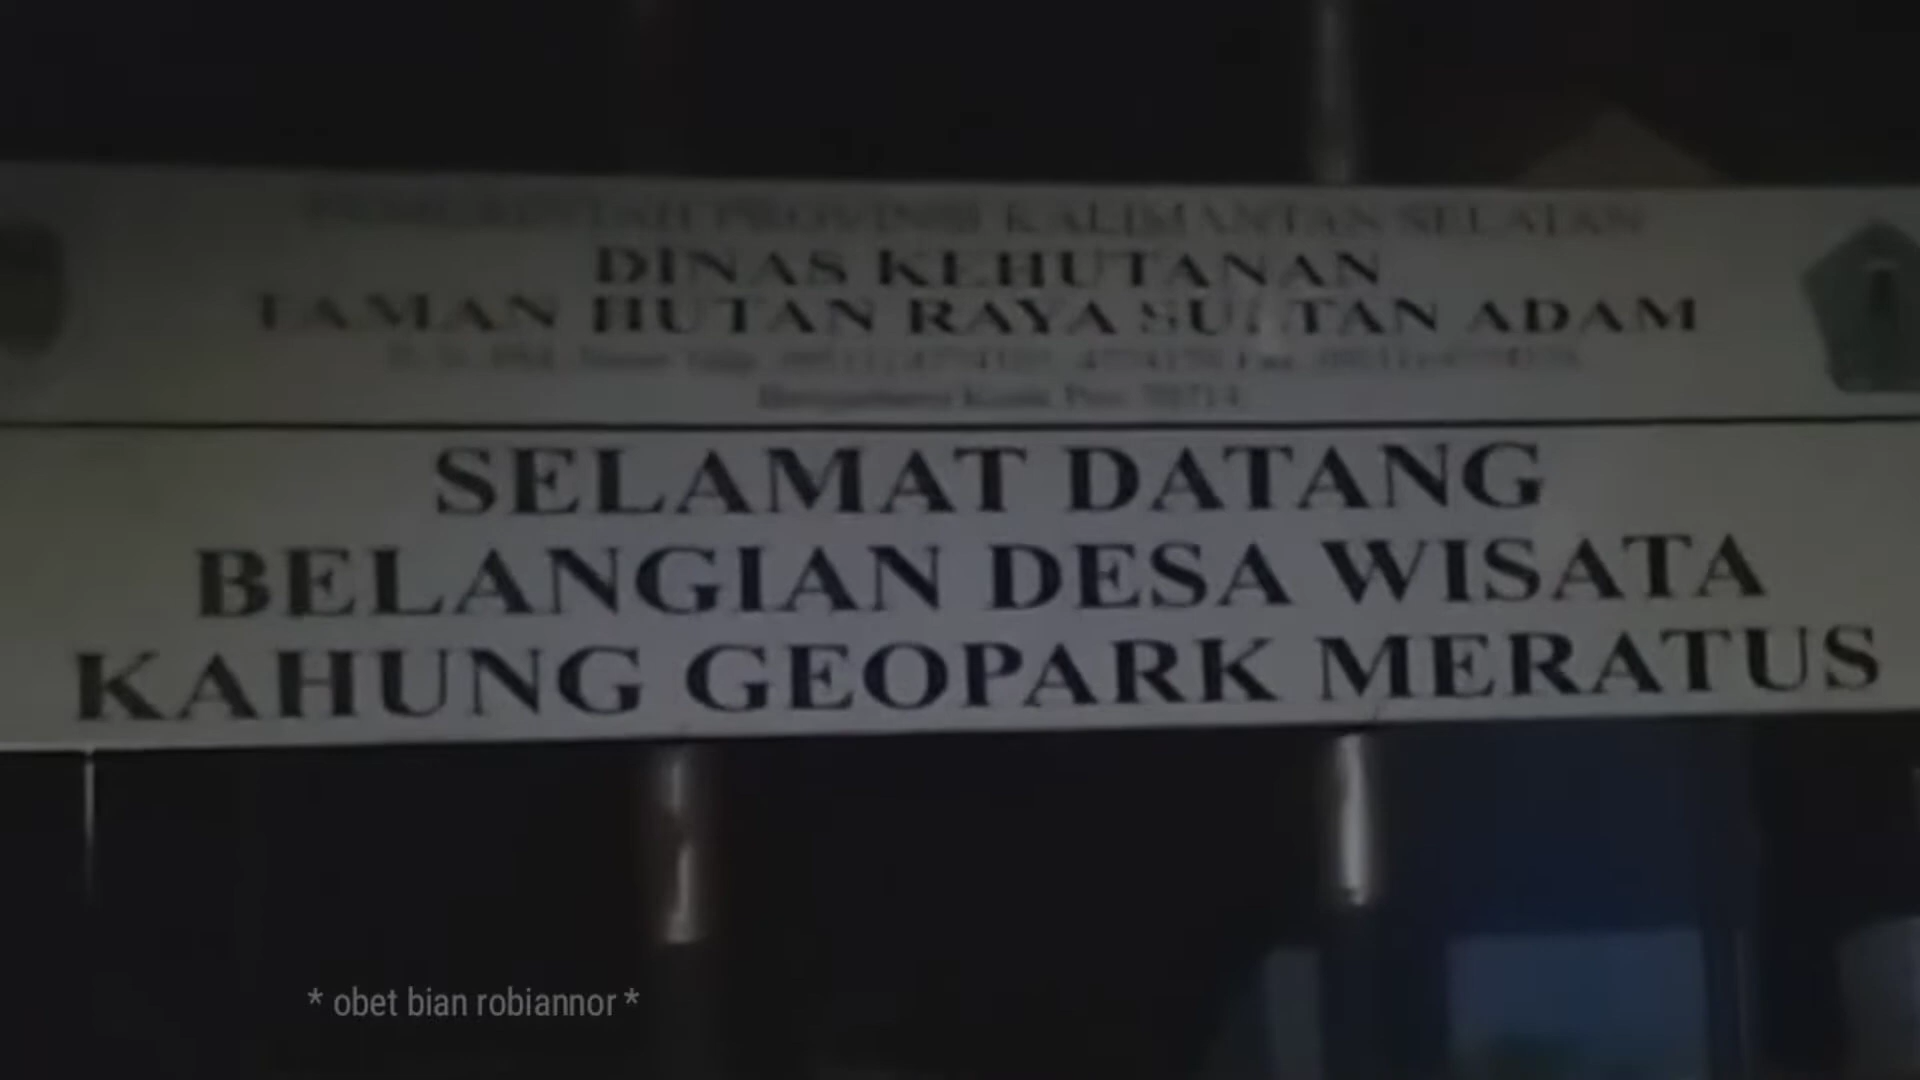 PEMERINTAH PROVINSI KALIMANTAN SELATAN
DINAS KEHUTANAN
TAMAN HUTAN RAYA SULTAN ADAM
SELAMAT DATANG
BELANGIAN DESA WISATA
KAHUNG GEOPARK MERATUS
* obet bian robiannor *